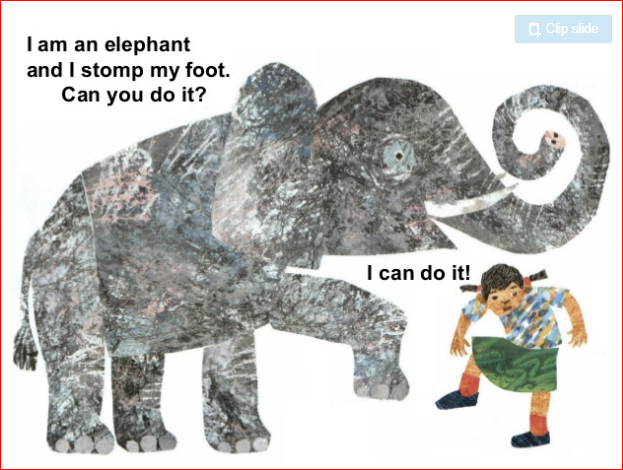 Clip slide
I am an elephant
and I stomp my foot.
Can you do it?
I can do it!